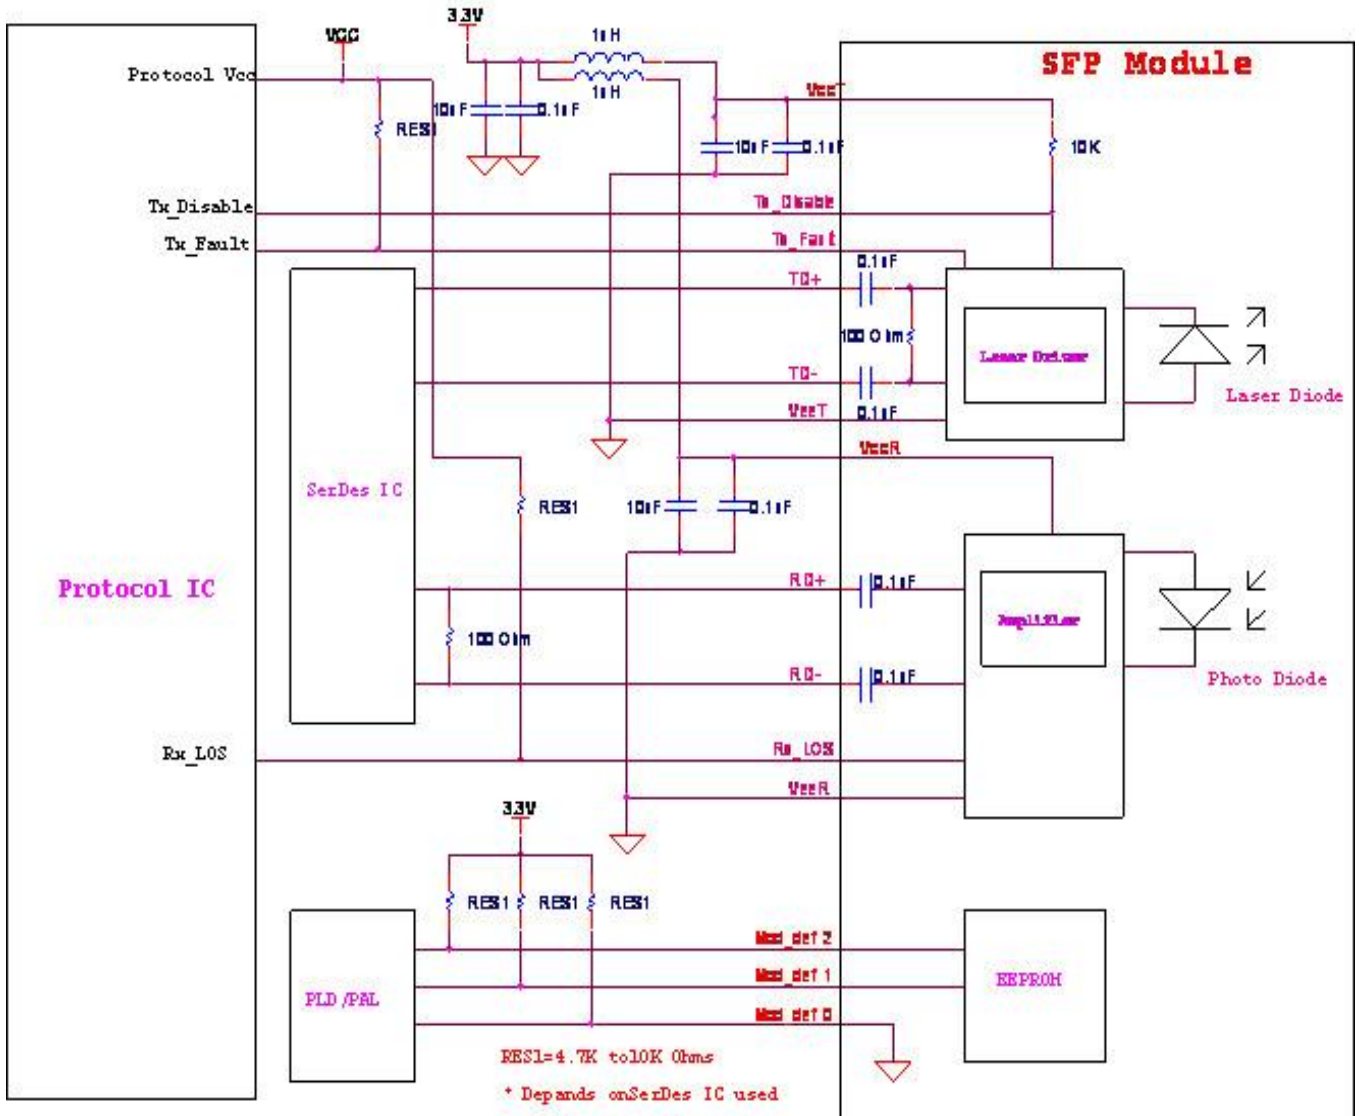 3.3V
VCC
1uH
SFP Module
Protocol Vcc
1uH
VccT
10uF
0.1uF
RES1
10uF
0.1uF
10K
Tx_Disable
Tx_Disable
Tx_Fault
Tx_Fault
0.1uF
TD+
100 Ohm
Laser Driver
TD-
Laser Diode
VeeT
0.1uF
VccR
SerDes IC
RES1
10uF
0.1uF
RD+
0.1uF
Protocol IC
Amplifier
100 Ohm
RD-
0.1uF
Photo Diode
Rx_LOS
Rx_LOS
VeeR
3.3V
RES1
RES1
RES1
Mod_def 2
Mod_def 1
EEPROM
PLD/PAL
Mod_def 0
RES1=4.7K to10K Ohms
* Depands onSerDes IC used